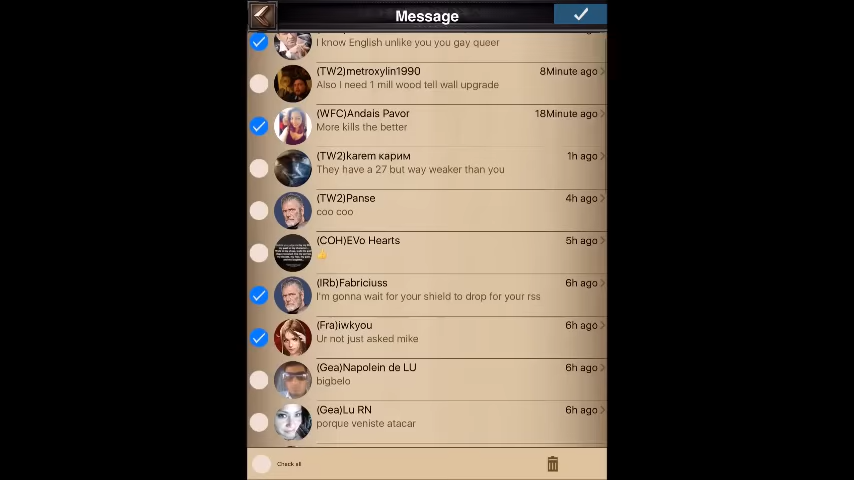 Message
I know English unlike you you gay queer
(TW2)metroxylin1990
8Minute ago
Also I need 1 mill wood tell wall upgrade
(WFC)Andais Pavor
18Minute ago
More kills the better
(TW2)karem карим
1h ago
They have a 27 but way weaker than you
(TW2)Panse
4h ago
coo coo
(COH)EVo Hearts
5h ago
(IRb)Fabriciuss
6h ago
I'm gonna wait for your shield to drop for your rss
(Fra)iwkyou
6h ago
Ur not just asked mike
(Gea)Napolein de LU
6h ago
bigbelo
(Gea)Lu RN
6h ago
porque veniste atacar
Check all